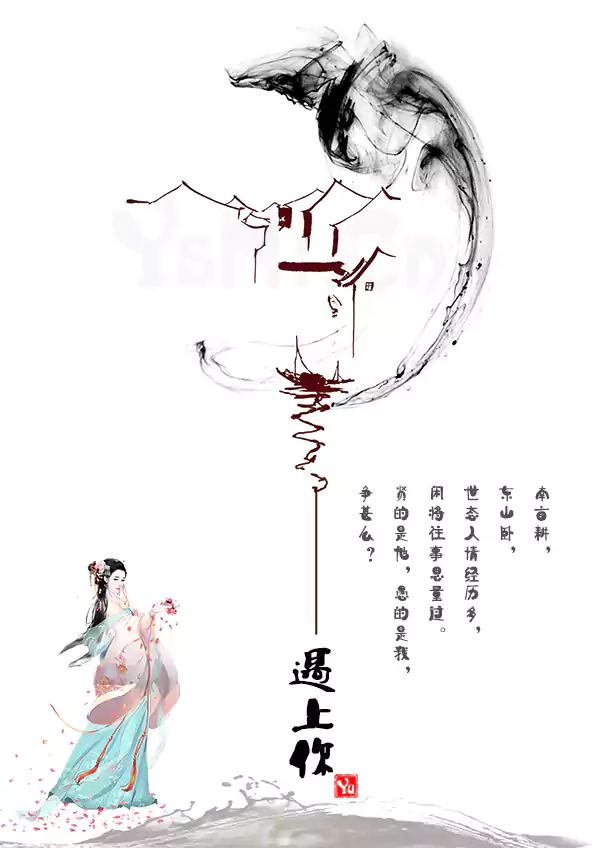 南亩耕，
东山卧，
世态人情经历多，
闲将往事思量过。
贤的是他，愚的是我，
争甚么？
遇上你
Yu